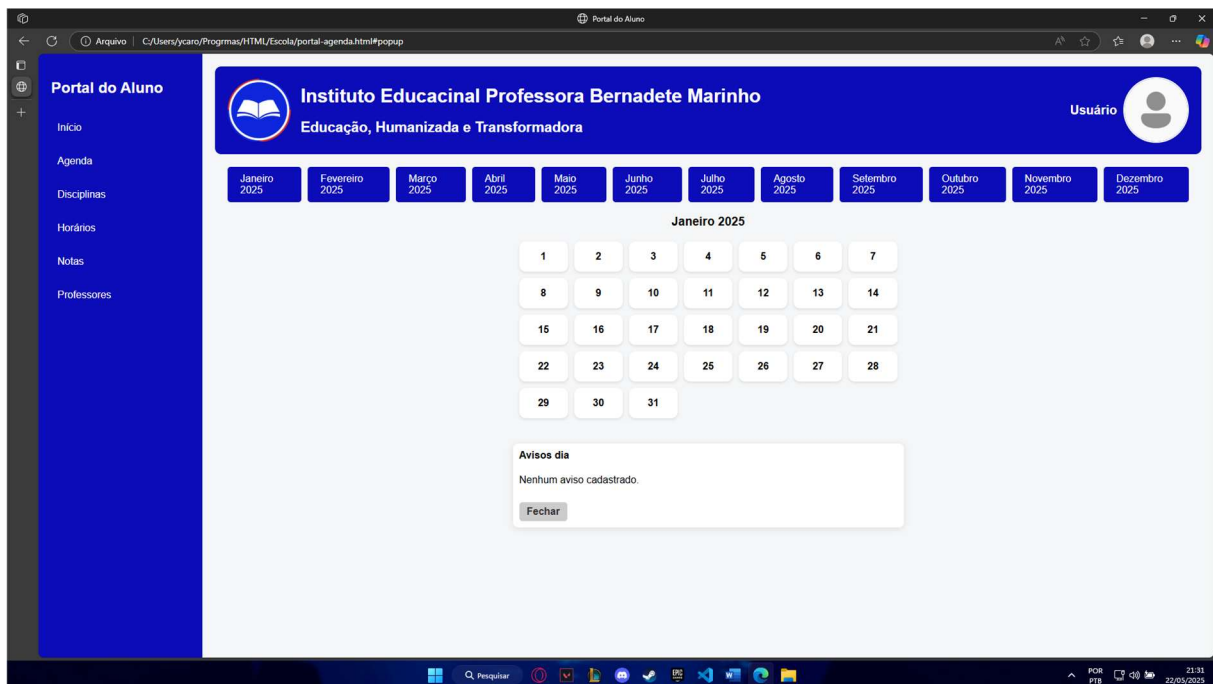 Portal do Aluno
Arquivo | C:/Users/ycaro/Progrmas/HTML/Escola/portal-agenda.html#popup
Portal do Aluno
Início
Agenda
Disciplinas
Horários
Notas
Professores
Instituto Educacinal Professora Bernadete Marinho
Educação, Humanizada e Transformadora
Usuário
Janeiro 2025
Fevereiro 2025
Março 2025
Abril 2025
Maio 2025
Junho 2025
Julho 2025
Agosto 2025
Setembro 2025
Outubro 2025
Novembro 2025
Dezembro 2025
Janeiro 2025
1 2 3 4 5 6 7
8 9 10 11 12 13 14
15 16 17 18 19 20 21
22 23 24 25 26 27 28
29 30 31
Avisos dia
Nenhum aviso cadastrado.
Fechar
Pesquisar
POR
PTB
21:31
22/05/2025